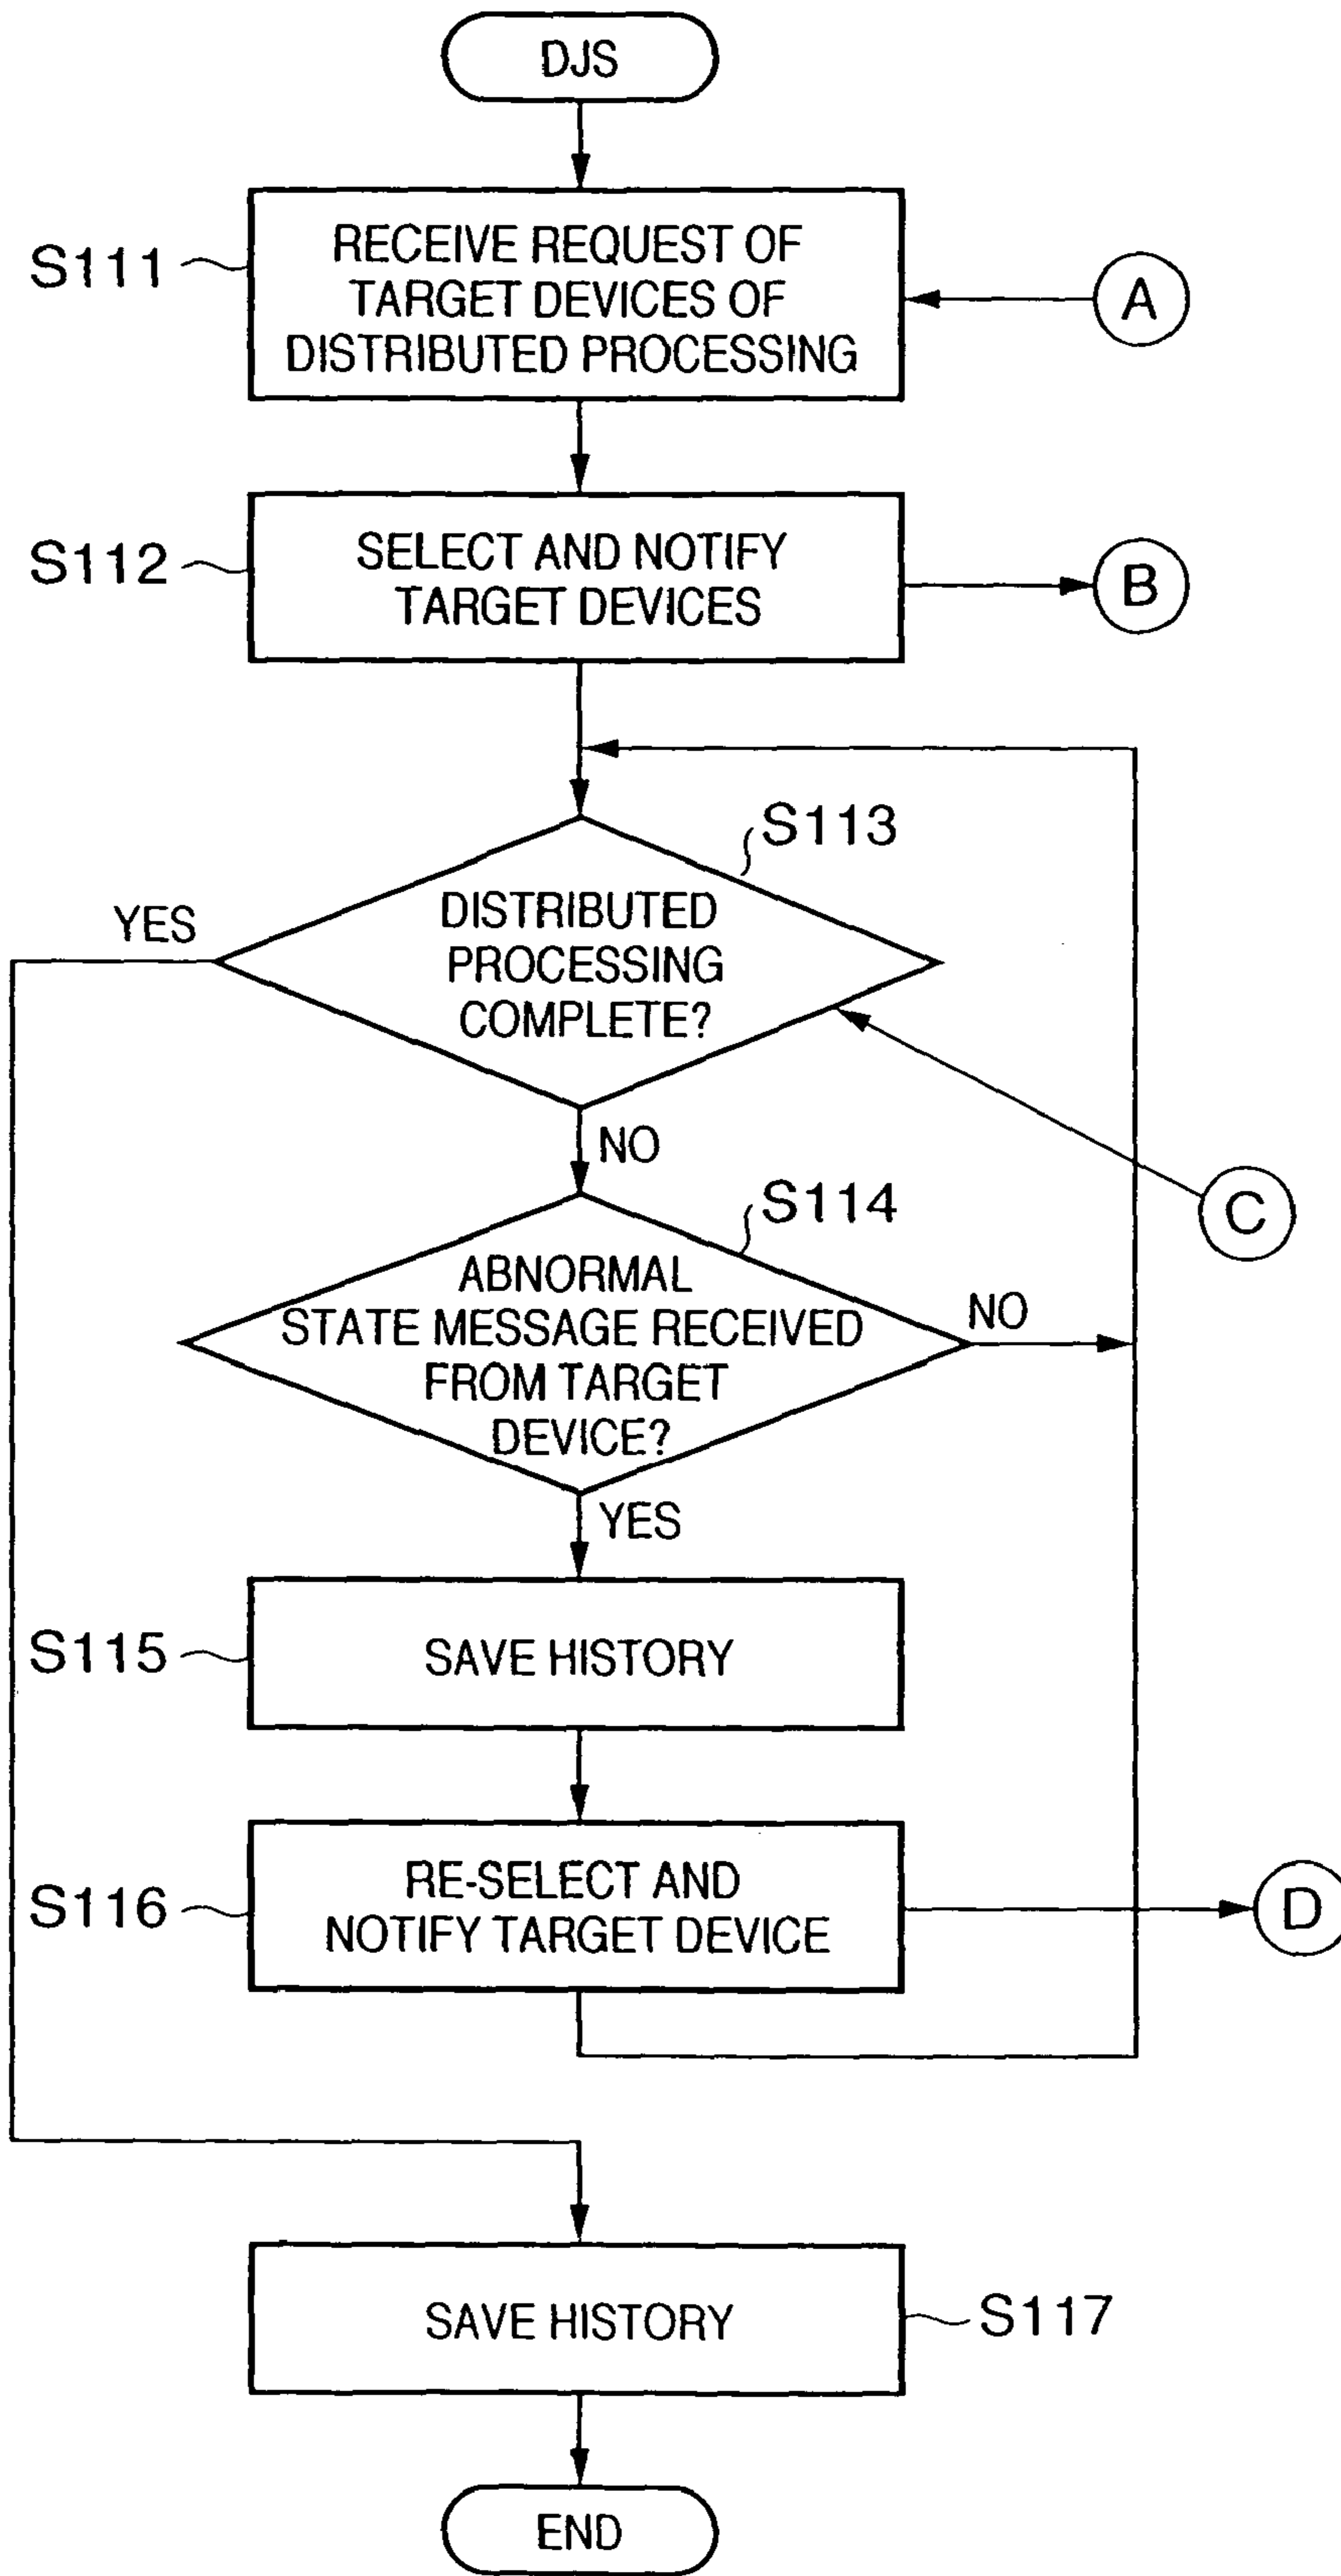 DJS
S111
RECEIVE REQUEST OF
TARGET DEVICES OF
DISTRIBUTED PROCESSING
A
S112
SELECT AND NOTIFY
TARGET DEVICES
B
S113
YES
DISTRIBUTED
PROCESSING
COMPLETE?
NO
C
S114
ABNORMAL
STATE MESSAGE RECEIVED
FROM TARGET
DEVICE?
NO
YES
S115
SAVE HISTORY
S116
RE-SELECT AND
NOTIFY TARGET DEVICE
D
SAVE HISTORY
S117
END